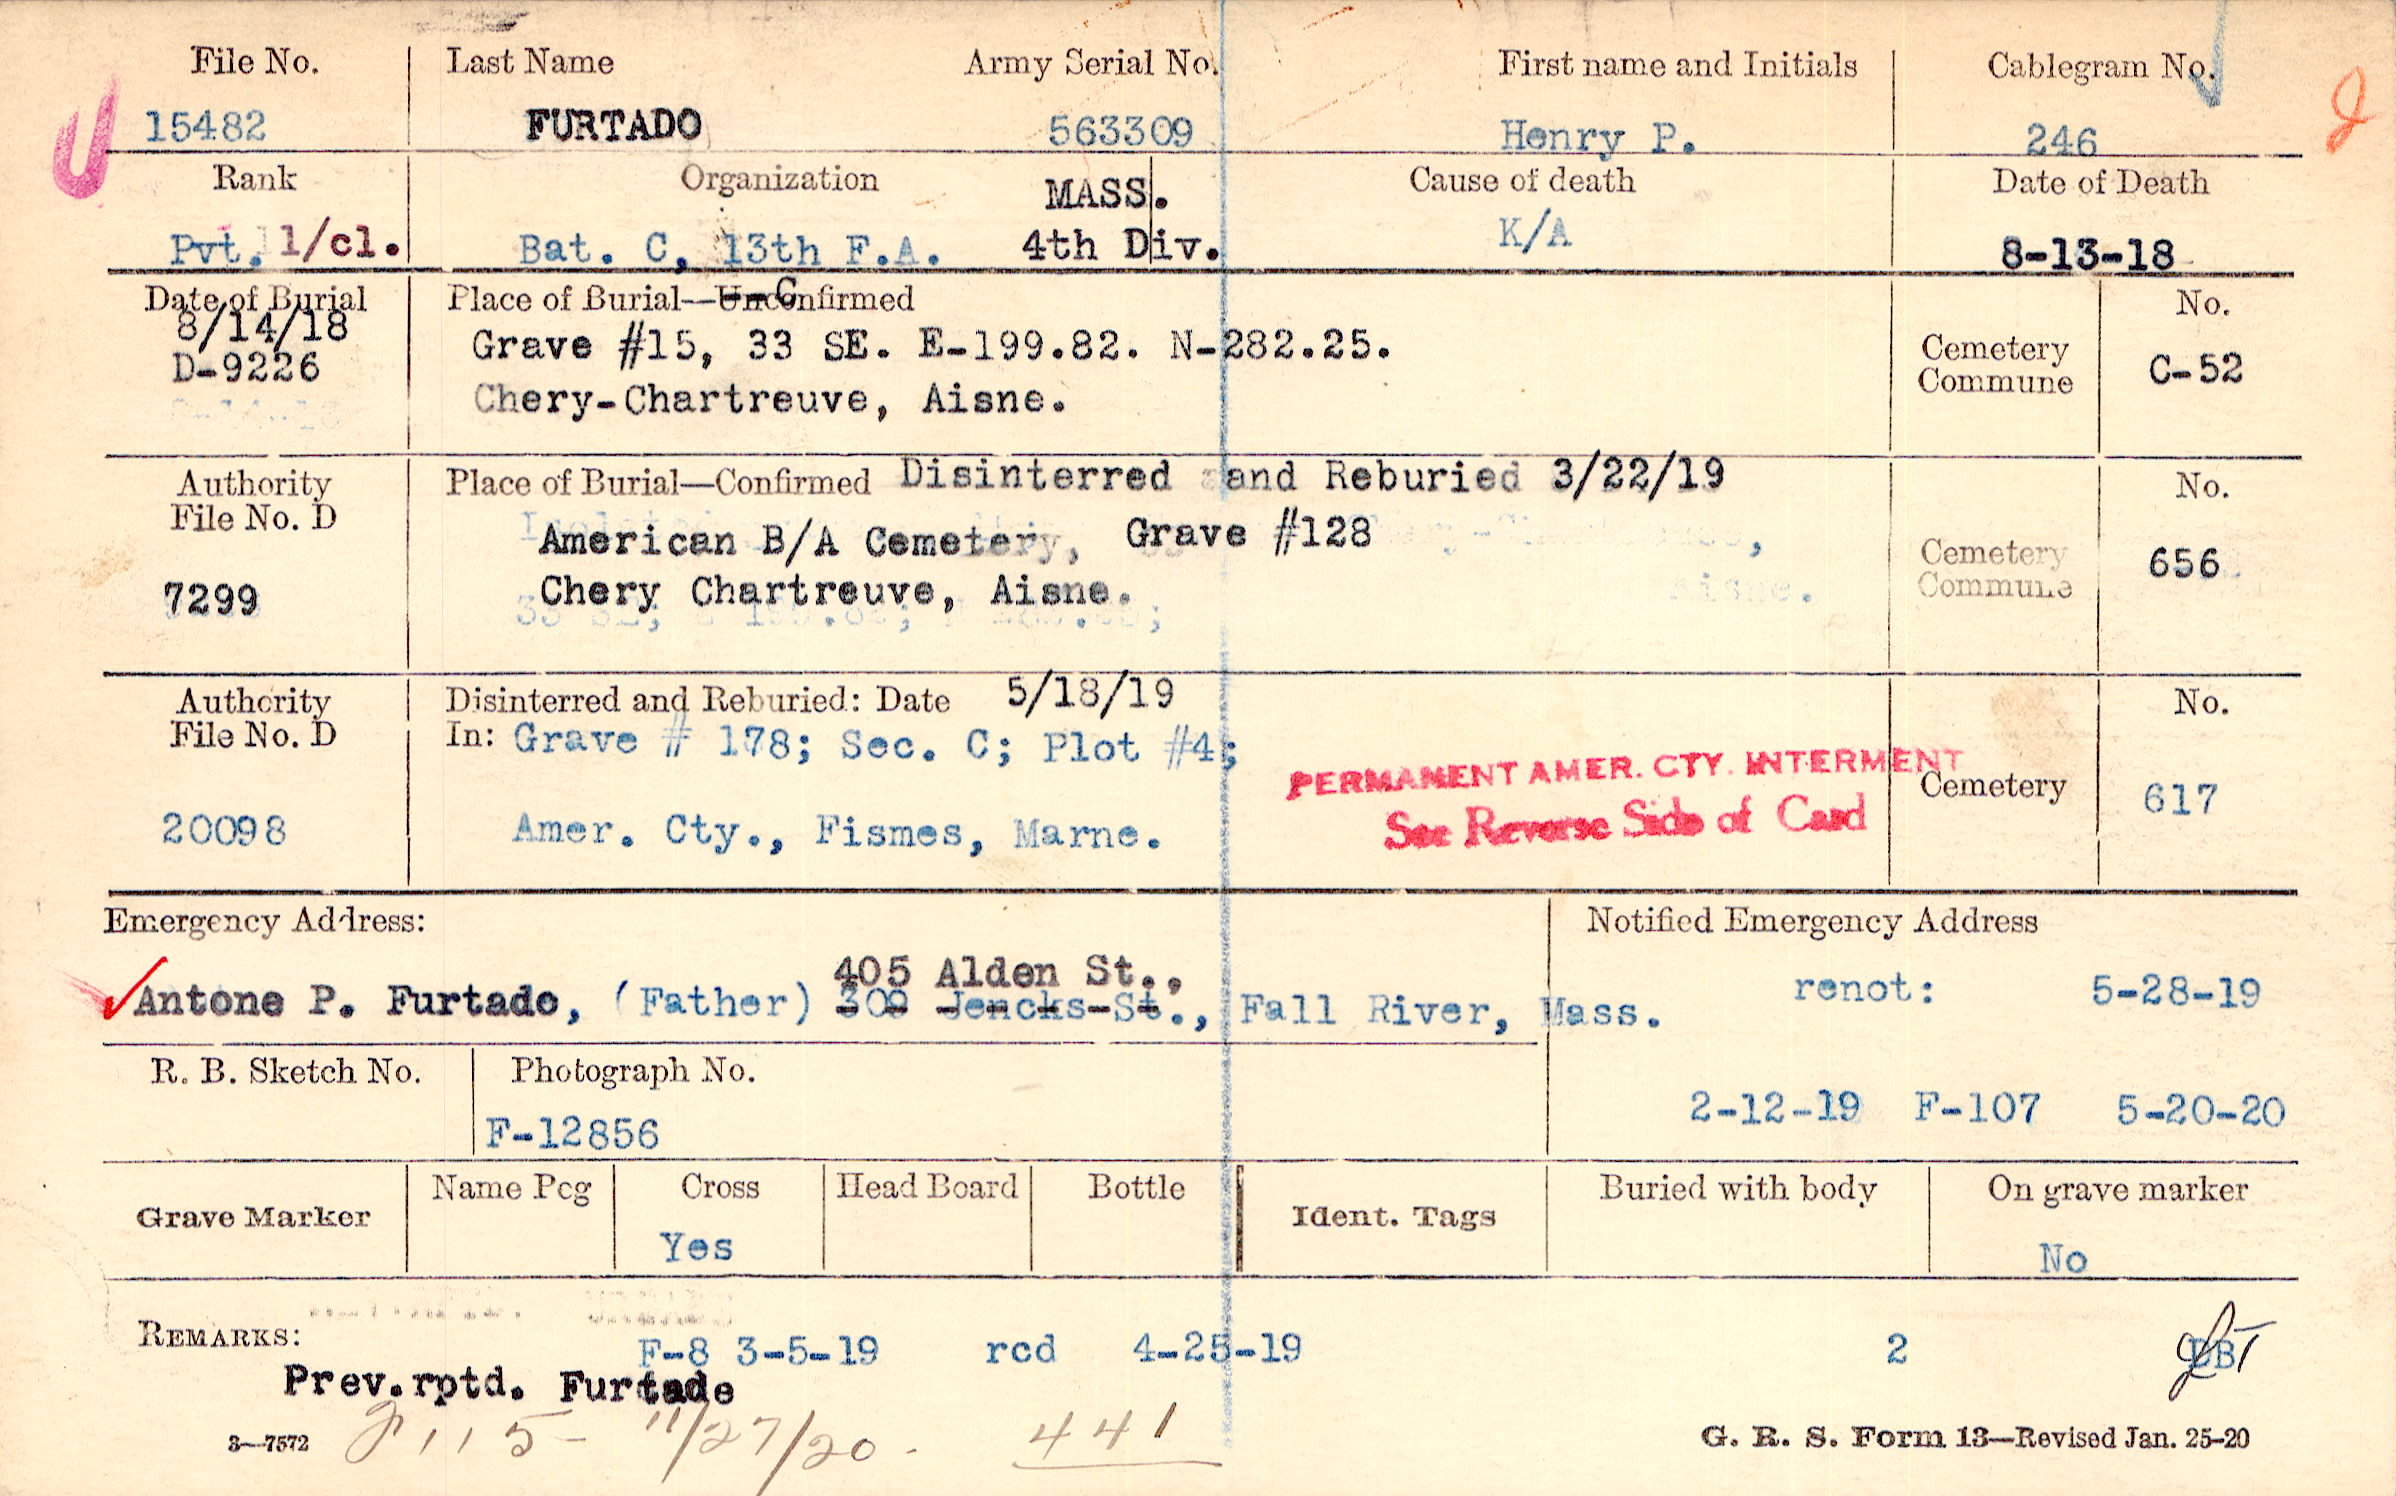 File No. Last Name Army Serial No. First name and Initials Cablegram No.
15482 FURTADO 563309 Henry P. 246
Rank Organization MASS. Cause of death Date of Death
Pvt. 1/cl. Bat. C, 13th F.A. 4th Div. K/A 8-13-18
Date of Burial Place of Burial—UnConfirmed No.
8/14/18 Grave #15, 33 SE. E-199.82. N-282.25. Cemetery
D-9226 Chery-Chartreuve, Aisne. Commune C-52
Authority Place of Burial—Confirmed Disinterred and Reburied 3/22/19 No.
File No. D American B/A Cemetery, Grave #128 Cemetery
7299 Chery Chartreuve, Aisne. Commune 656
Authority Disinterred and Reburied: Date 5/18/19 No.
File No. D In: Grave # 178; Sec. C; Plot #4;
PERMANENT AMER. CTY. INTERMENT Cemetery 617
20098 Amer. Cty., Fismes, Marne. See Reverse Side of Card
Emergency Address: Notified Emergency Address
405 Alden St.,
Antone P. Furtado, (Father) 309 Jencks St., Fall River, Mass. renot: 5-28-19
R. B. Sketch No. Photograph No.
F-12856 2-12-19 F-107 5-20-20
Grave Marker Name Peg Cross Head Board Bottle Ident. Tags Buried with body On grave marker
Yes No
REMARKS: F-8 3-5-19 rcd 4-25-19 2
Prev.rptd. Furtade
3—7572 115- 11/27/20. 441 G. R. S. Form 13—Revised Jan. 25-20